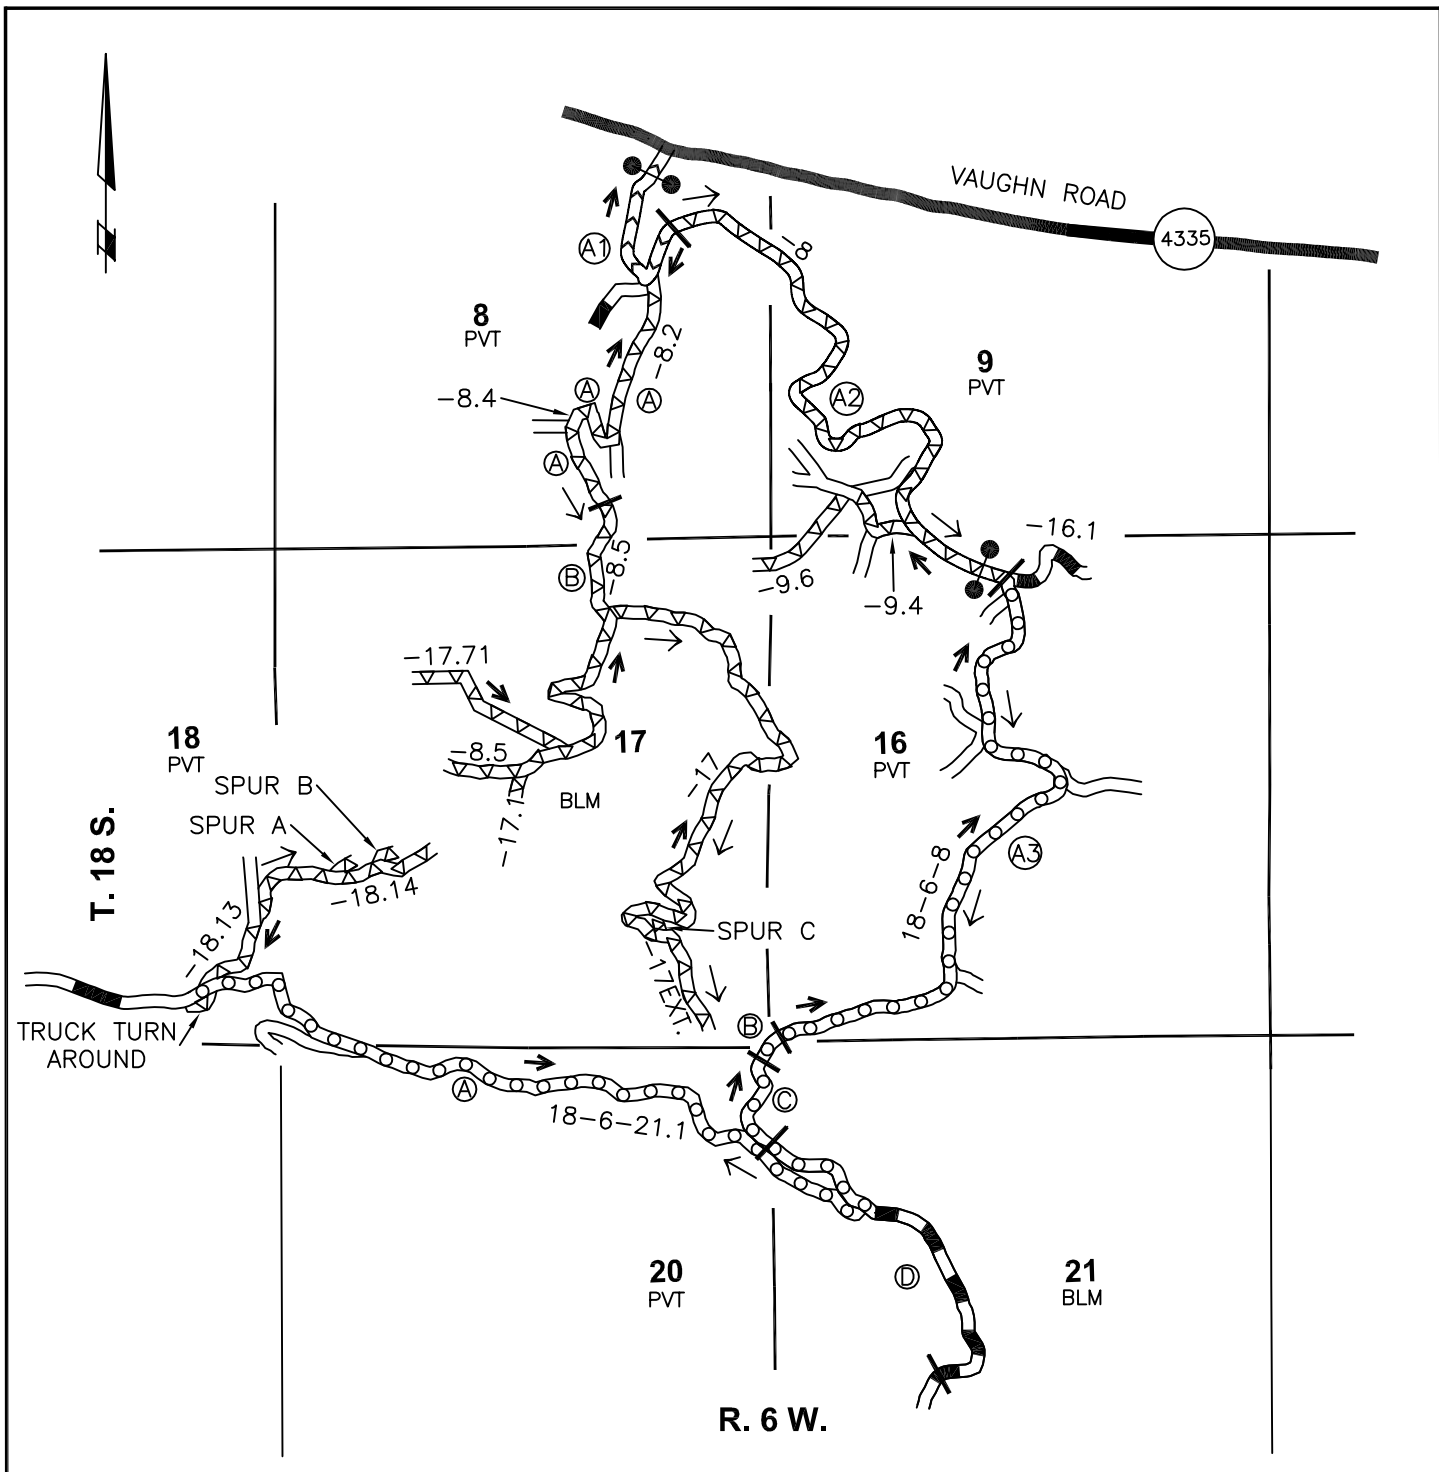 VAUGHN ROAD
4335
A1
-8
8
PVT
-8.2
9
PVT
A
-8.4
A
A2
A
-16.1
-8.5
B
-9.6
-9.4
-17.71
18
PVT
-8.5
17
16
PVT
SPUR B
-17
BLM
SPUR A
-17.1
T. 18 S.
A3
-18.14
18-6-8
-18.13
SPUR C
-17EXT.
TRUCK TURN
AROUND
B
A
C
18-6-21.1
20
PVT
D
21
BLM
R. 6 W.